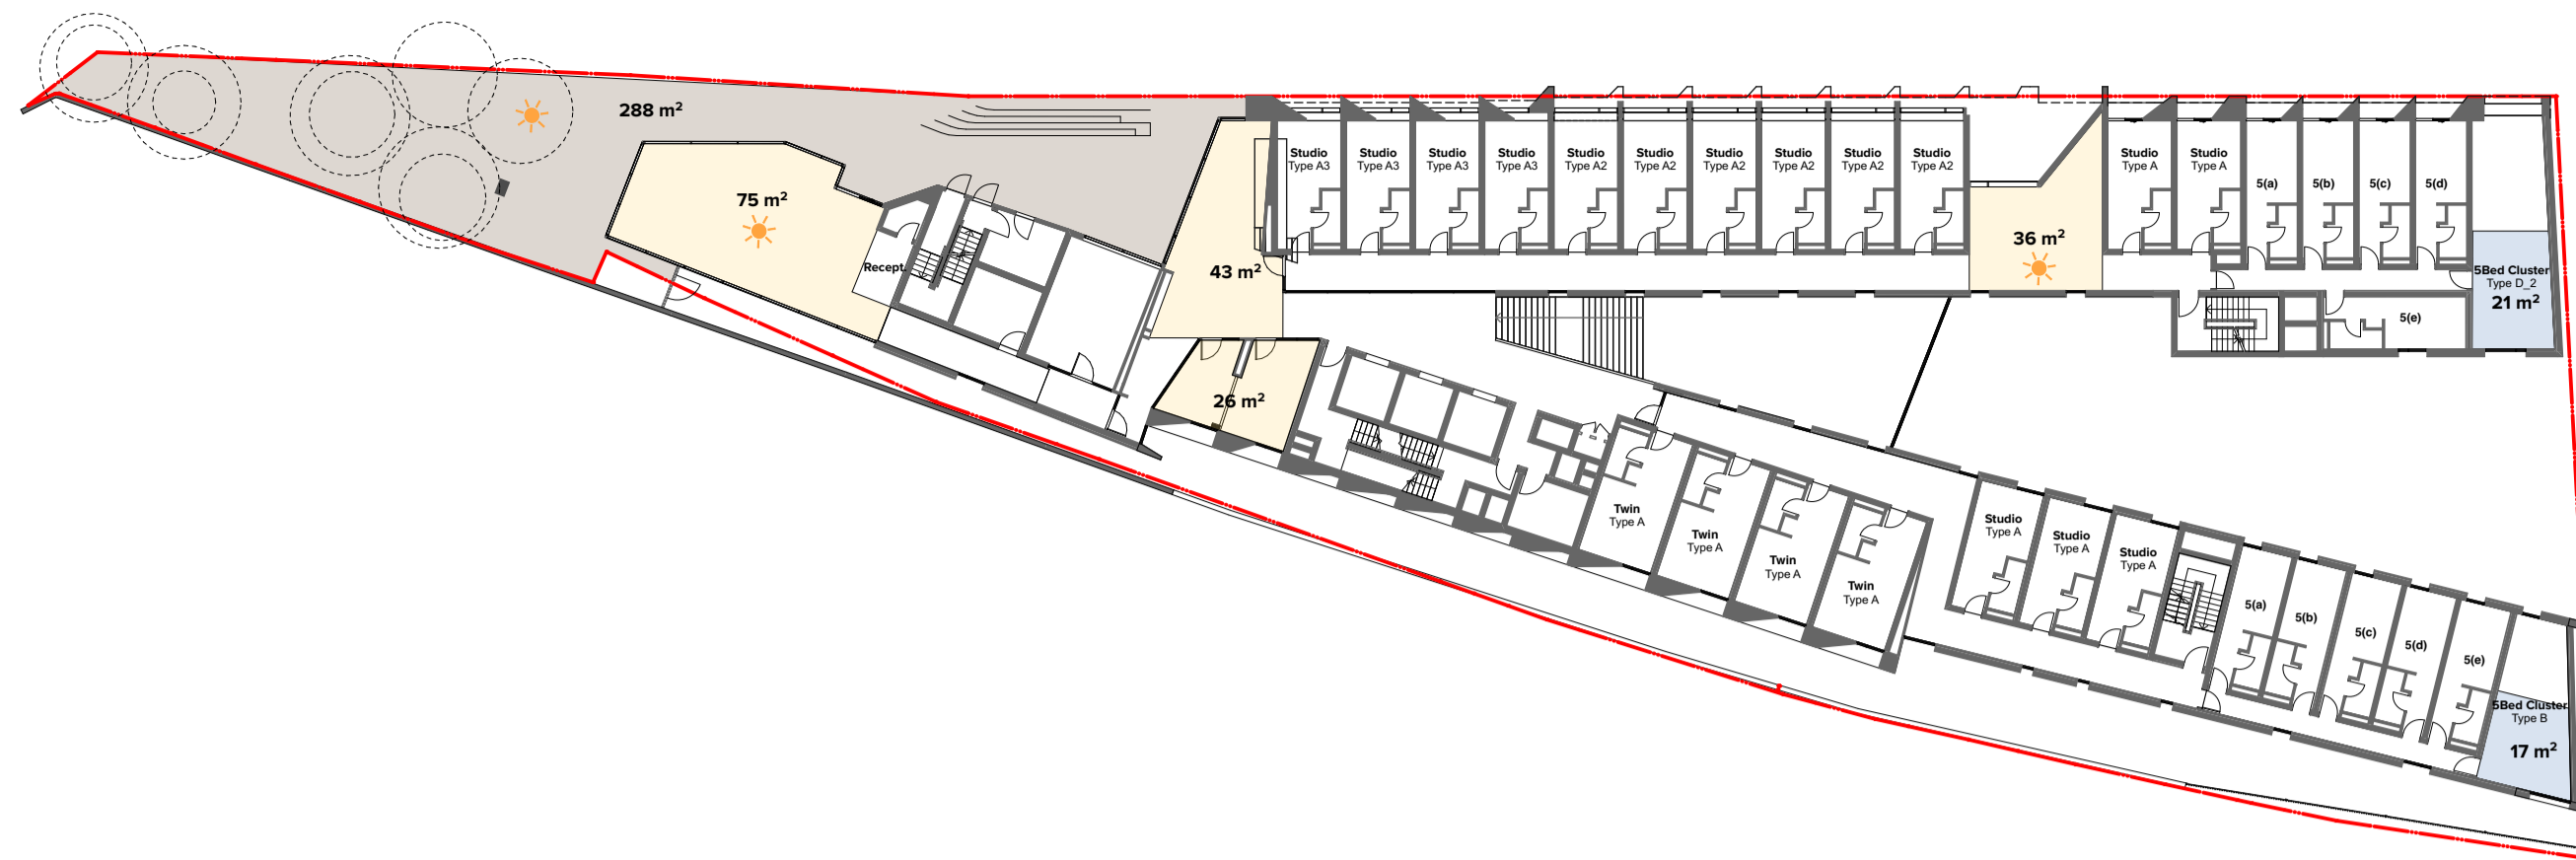 288 m²
75 m²
Recept.
43 m²
26 m²
Studio
Type A3
Studio
Type A3
Studio
Type A3
Studio
Type A3
Studio
Type A2
Studio
Type A2
Studio
Type A2
Studio
Type A2
Studio
Type A2
Studio
Type A2
36 m²
Studio
Type A
Studio
Type A
5(a)
5(b)
5(c)
5(d)
5Bed Cluster
Type D_2
21 m²
5(e)
Twin
Type A
Twin
Type A
Twin
Type A
Twin
Type A
Studio
Type A
Studio
Type A
Studio
Type A
5(a)
5(b)
5(c)
5(d)
5(e)
5Bed Cluster
Type B
17 m²